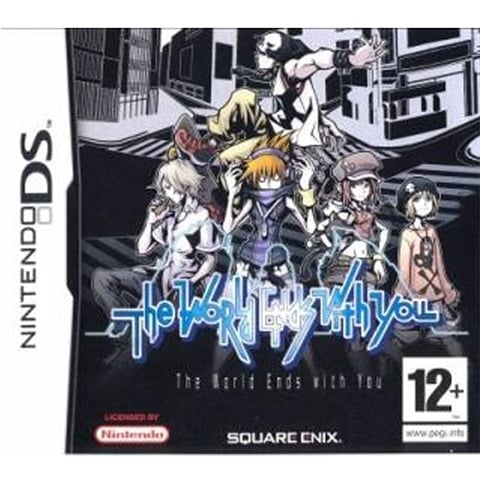 NINTENDO DS™
The World Ends With You
The World Ends with You
LICENSED BY
Nintendo
SQUARE ENIX.
12+
www.pegi.info